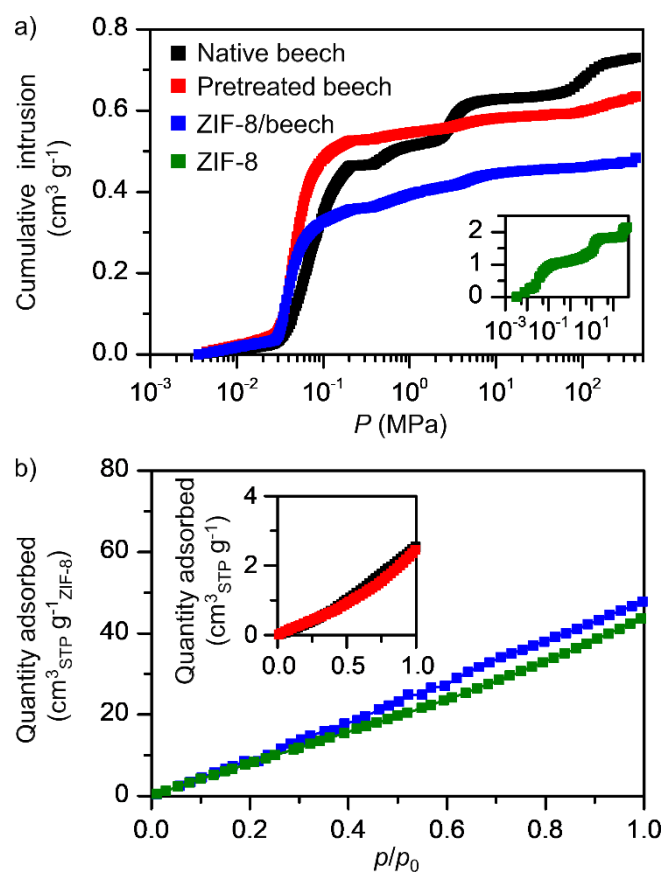 a)
Native beech
Pretreated beech
ZIF-8/beech
ZIF-8
Cumulative intrusion
(cm³ g⁻¹)
0.8
0.6
0.4
0.2
0.0
2
1
0
10⁻³ 10⁻¹ 10¹
10⁻³ 10⁻² 10⁻¹ 10⁰ 10¹ 10²
P (MPa)
b)
Quantity adsorbed
(cm³STP g⁻¹ZIF-8)
80
60
40
20
0
Quantity adsorbed
(cm³STP g⁻¹)
4
2
0
0.0 0.5 1.0
0.0 0.2 0.4 0.6 0.8 1.0
p/p₀